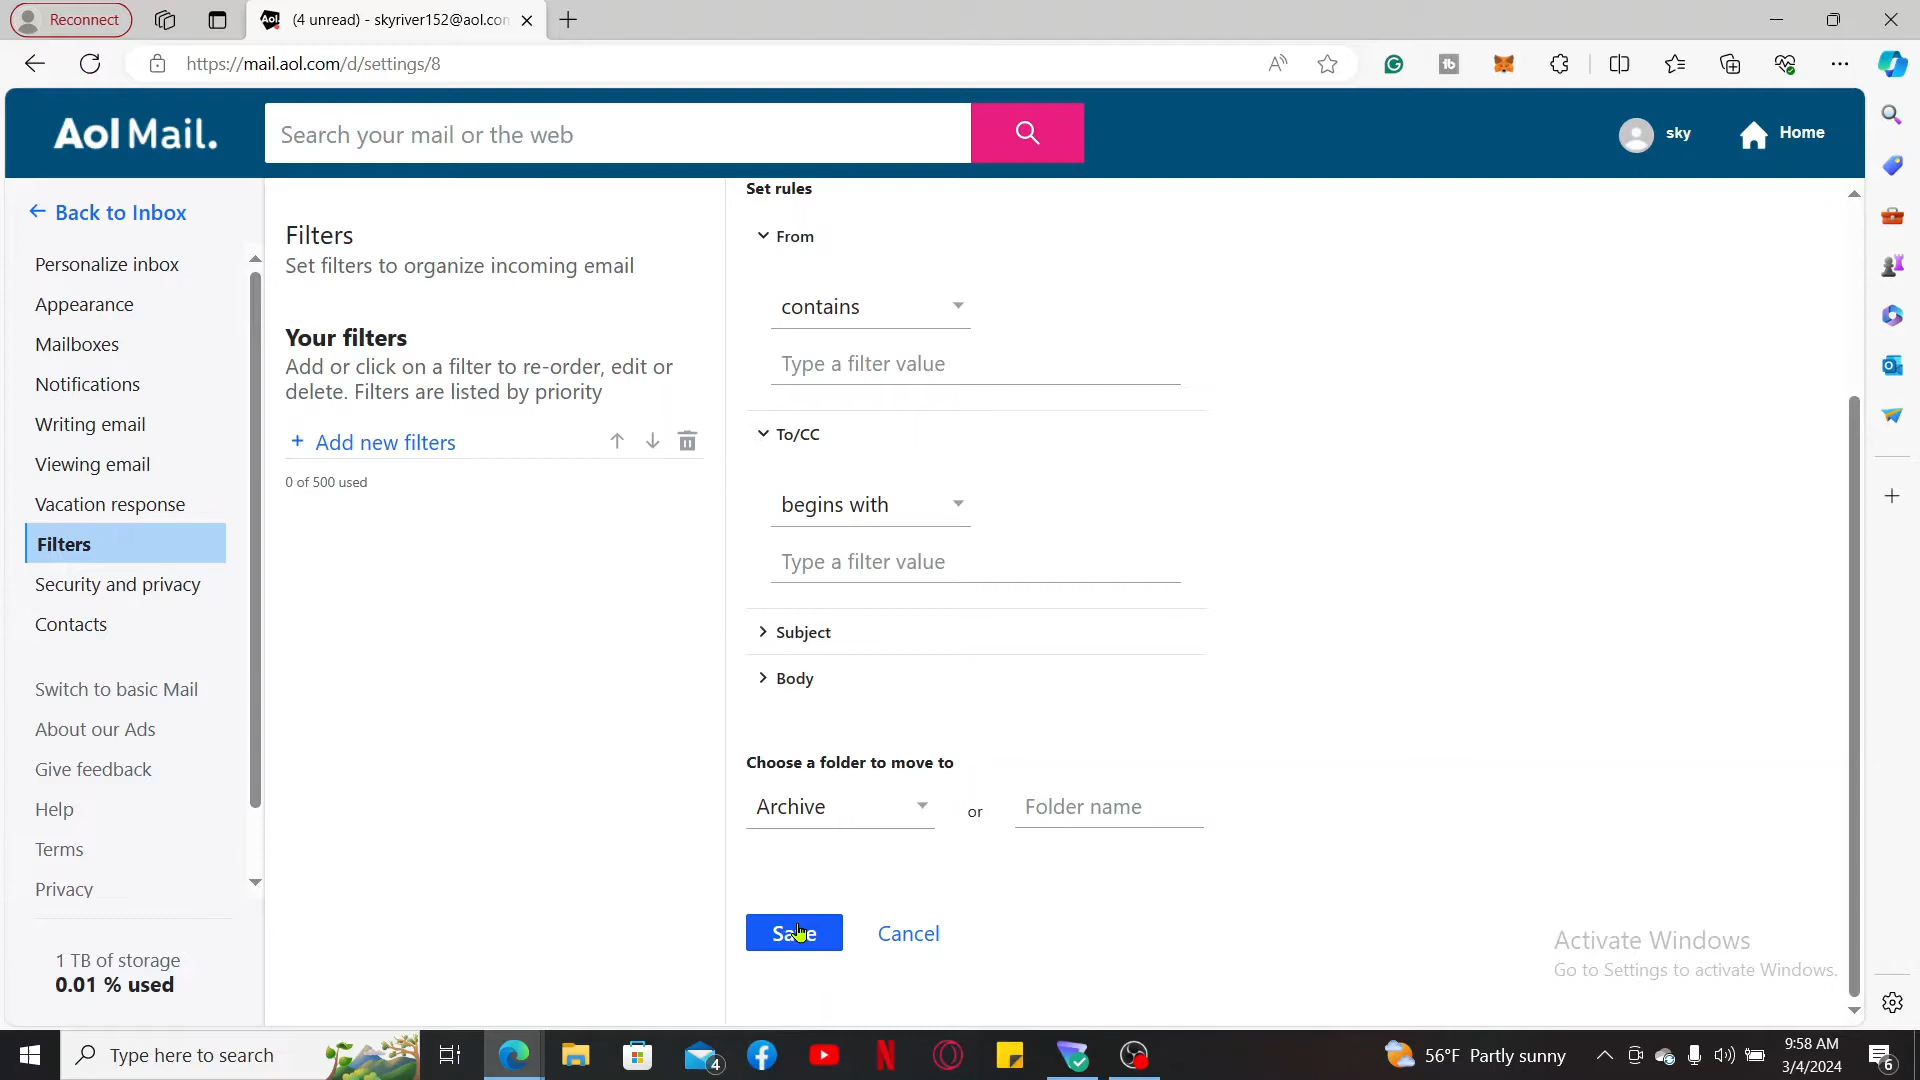 Reconnect
(4 unread) - skyriver152@aol.con
https://mail.aol.com/d/settings/8
Aol Mail.
Search your mail or the web
sky
Home
Back to Inbox
Personalize inbox
Appearance
Mailboxes
Notifications
Writing email
Viewing email
Vacation response
Filters
Security and privacy
Contacts
Switch to basic Mail
About our Ads
Give feedback
Help
Terms
Privacy
1 TB of storage
0.01 % used
Filters
Set filters to organize incoming email
Your filters
Add or click on a filter to re-order, edit or
delete. Filters are listed by priority
+ Add new filters
0 of 500 used
Set rules
From
contains
Type a filter value
To/CC
begins with
Type a filter value
Subject
Body
Choose a folder to move to
Archive
or
Folder name
Save
Cancel
Activate Windows
Go to Settings to activate Windows.
Type here to search
4
56°F Partly sunny
9:58 AM
3/4/2024
6